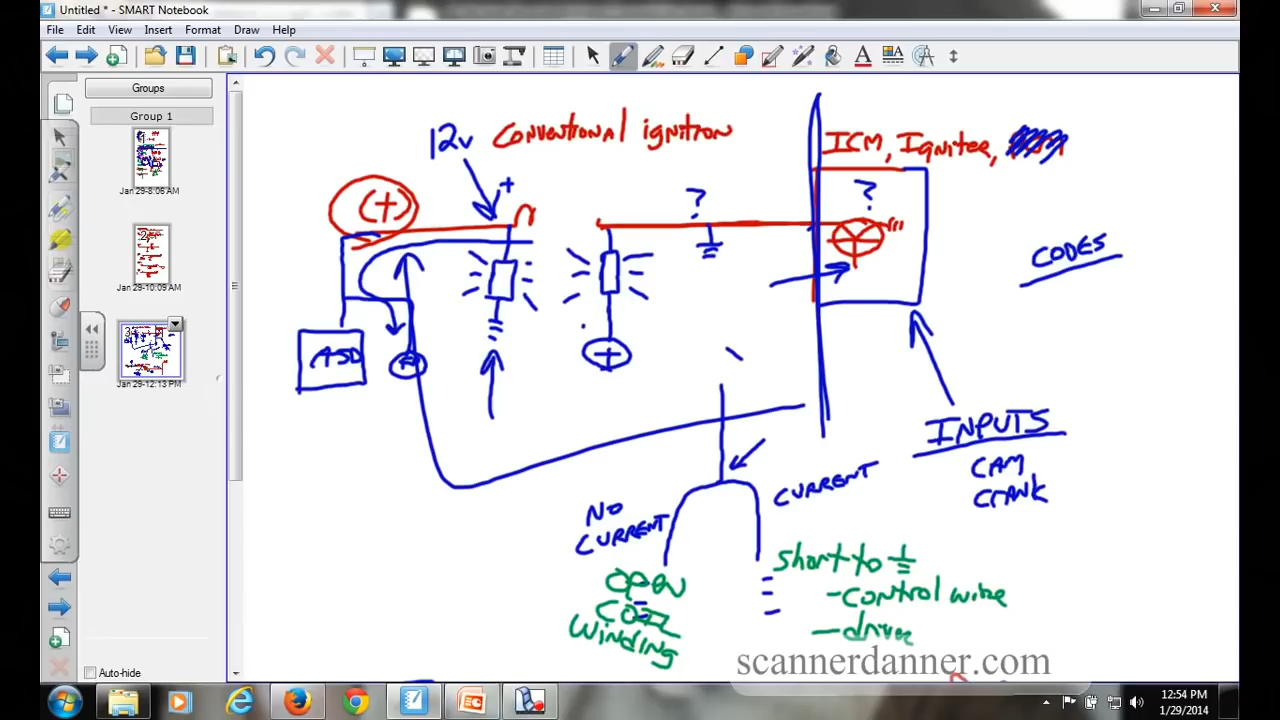 Untitled * - SMART Notebook
File Edit View Insert Format Draw Help
Groups
Group 1
Jan 29-8:06 AM
2
Jan 29-10:09 AM
3
Jan 29-12:13 PM
Auto-hide
12v Conventional ignition
ICM, Igniter,
(+)
+
?
?
CODES
ASD
+
INPUTS
CAM
CRANK
NO
CURRENT
CURRENT
OPEN
COIL
Winding
Short to
-control wire
-driver
scannerdanner.com
12:54 PM
1/29/2014